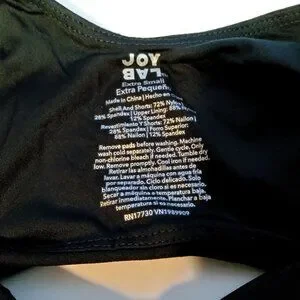 JOY
LAB
Extra Small
Extra Pequeño
Made in China | Hecho en
Shell And Shorts: 72% Nylon
28% Spandex | Upper Lining: 88% Nylon
12% Spandex
Revestimiento Y Shorts: 72% Nailon |
28% Spandex | Forro Superior:
88% Nailon | 12% Spandex
Remove pads before washing. Machine
wash cold separately. Gentle cycle. Only
non-chlorine bleach if needed. Tumble dry
low. Remove promptly. Cool iron if needed.
Retirar las almohadillas antes de
lavar. Lavar a máquina con agua fría
por separado. Ciclo delicado. Solo
blanqueador sin cloro si es necesario.
Secar a máquina a temperatura baja.
Retirar inmediatamente. Planchar a baja
temperatura si es necesario.
RN17730 VN1989909